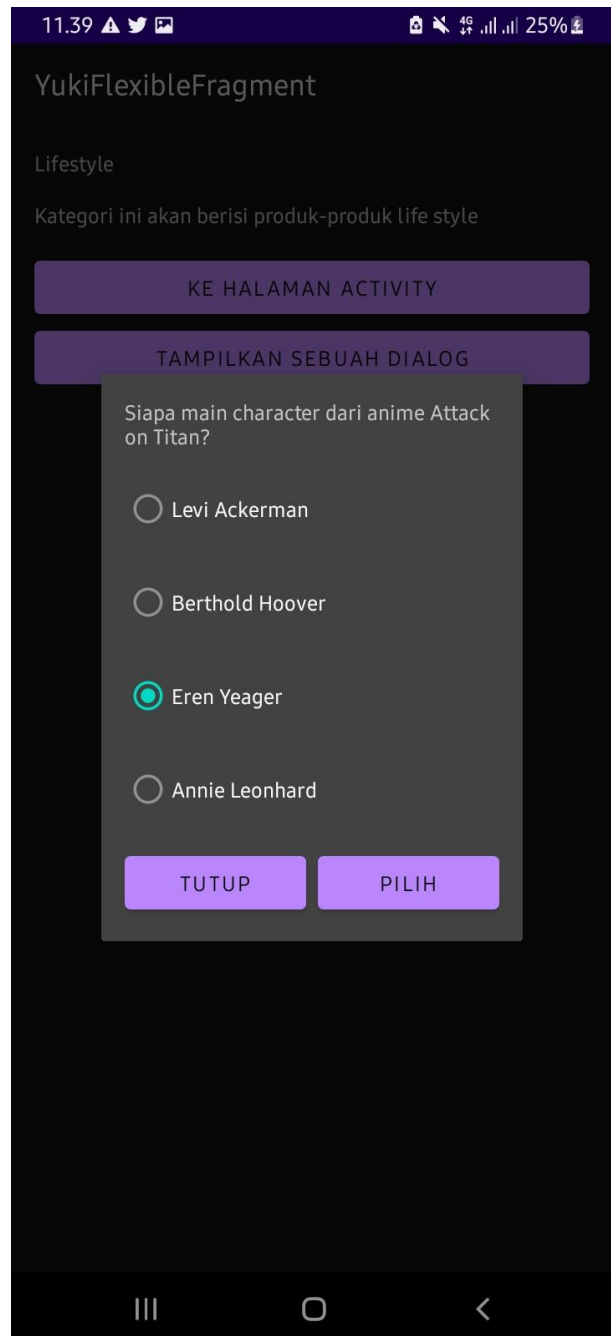 11.39
4G
25%
YukiFlexibleFragment
Lifestyle
Kategori ini akan berisi produk-produk life style
KE HALAMAN ACTIVITY
TAMPILKAN SEBUAH DIALOG
Siapa main character dari anime Attack
on Titan?
Levi Ackerman
Berthold Hoover
Eren Yeager
Annie Leonhard
TUTUP
PILIH